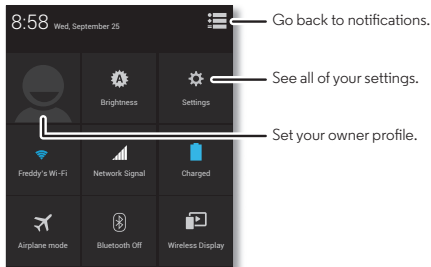 8:58 Wed, September 25
Go back to notifications.
See all of your settings.
A
Brightness
Settings
Set your owner profile.
Freddy's Wi-Fi
Network Signal
Charged
Airplane mode
Bluetooth Off
Wireless Display